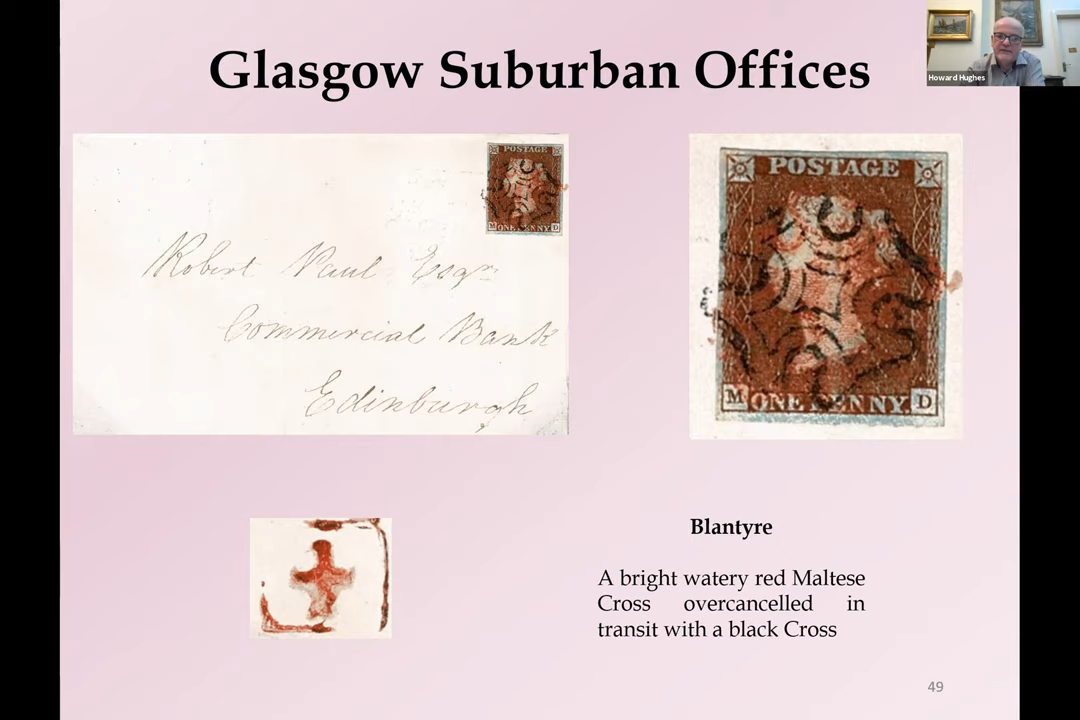 Glasgow Suburban Offices
Howard Hughes
POSTAGE
M ONE PENNY D
Robert Paul Esqr
Commercial Bank
Edinburgh
POSTAGE
M ONE PENNY D
Blantyre
A bright watery red Maltese
Cross overcancelled in
transit with a black Cross
49